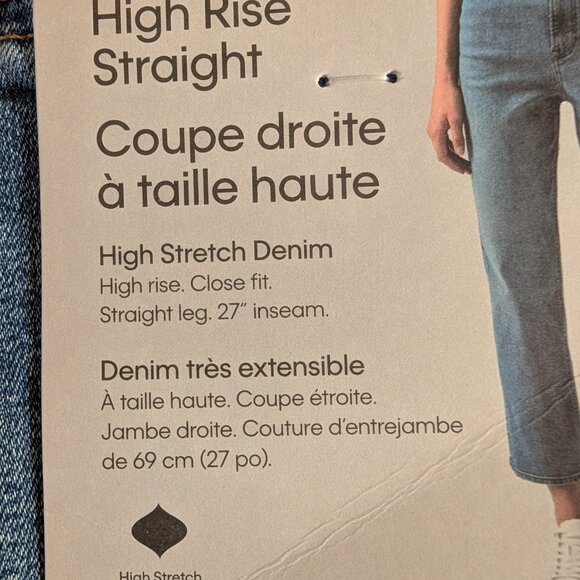 High Rise
Straight
Coupe droite
à taille haute
High Stretch Denim
High rise. Close fit.
Straight leg. 27” inseam.
Denim très extensible
À taille haute. Coupe étroite.
Jambe droite. Couture d’entrejambe
de 69 cm (27 po).
High Stretch